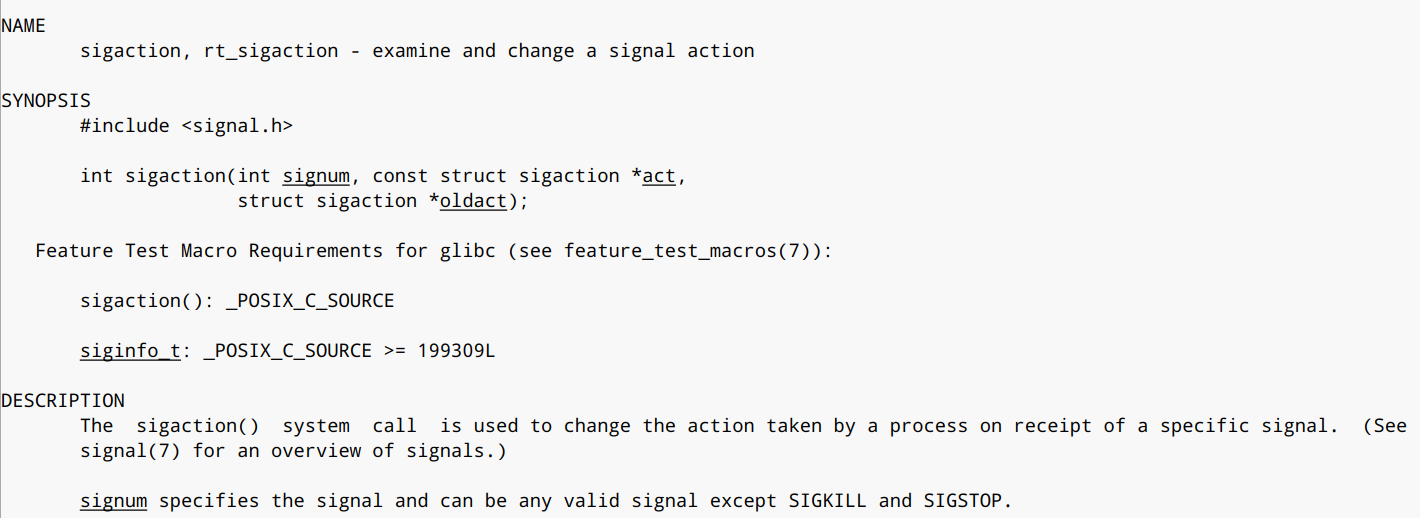 NAME
sigaction, rt_sigaction - examine and change a signal action
SYNOPSIS
#include <signal.h>
int sigaction(int signum, const struct sigaction *act,
struct sigaction *oldact);
Feature Test Macro Requirements for glibc (see feature_test_macros(7)):
sigaction(): _POSIX_C_SOURCE
siginfo_t: _POSIX_C_SOURCE >= 199309L
DESCRIPTION
The sigaction() system call is used to change the action taken by a process on receipt of a specific signal. (See
signal(7) for an overview of signals.)
signum specifies the signal and can be any valid signal except SIGKILL and SIGSTOP.